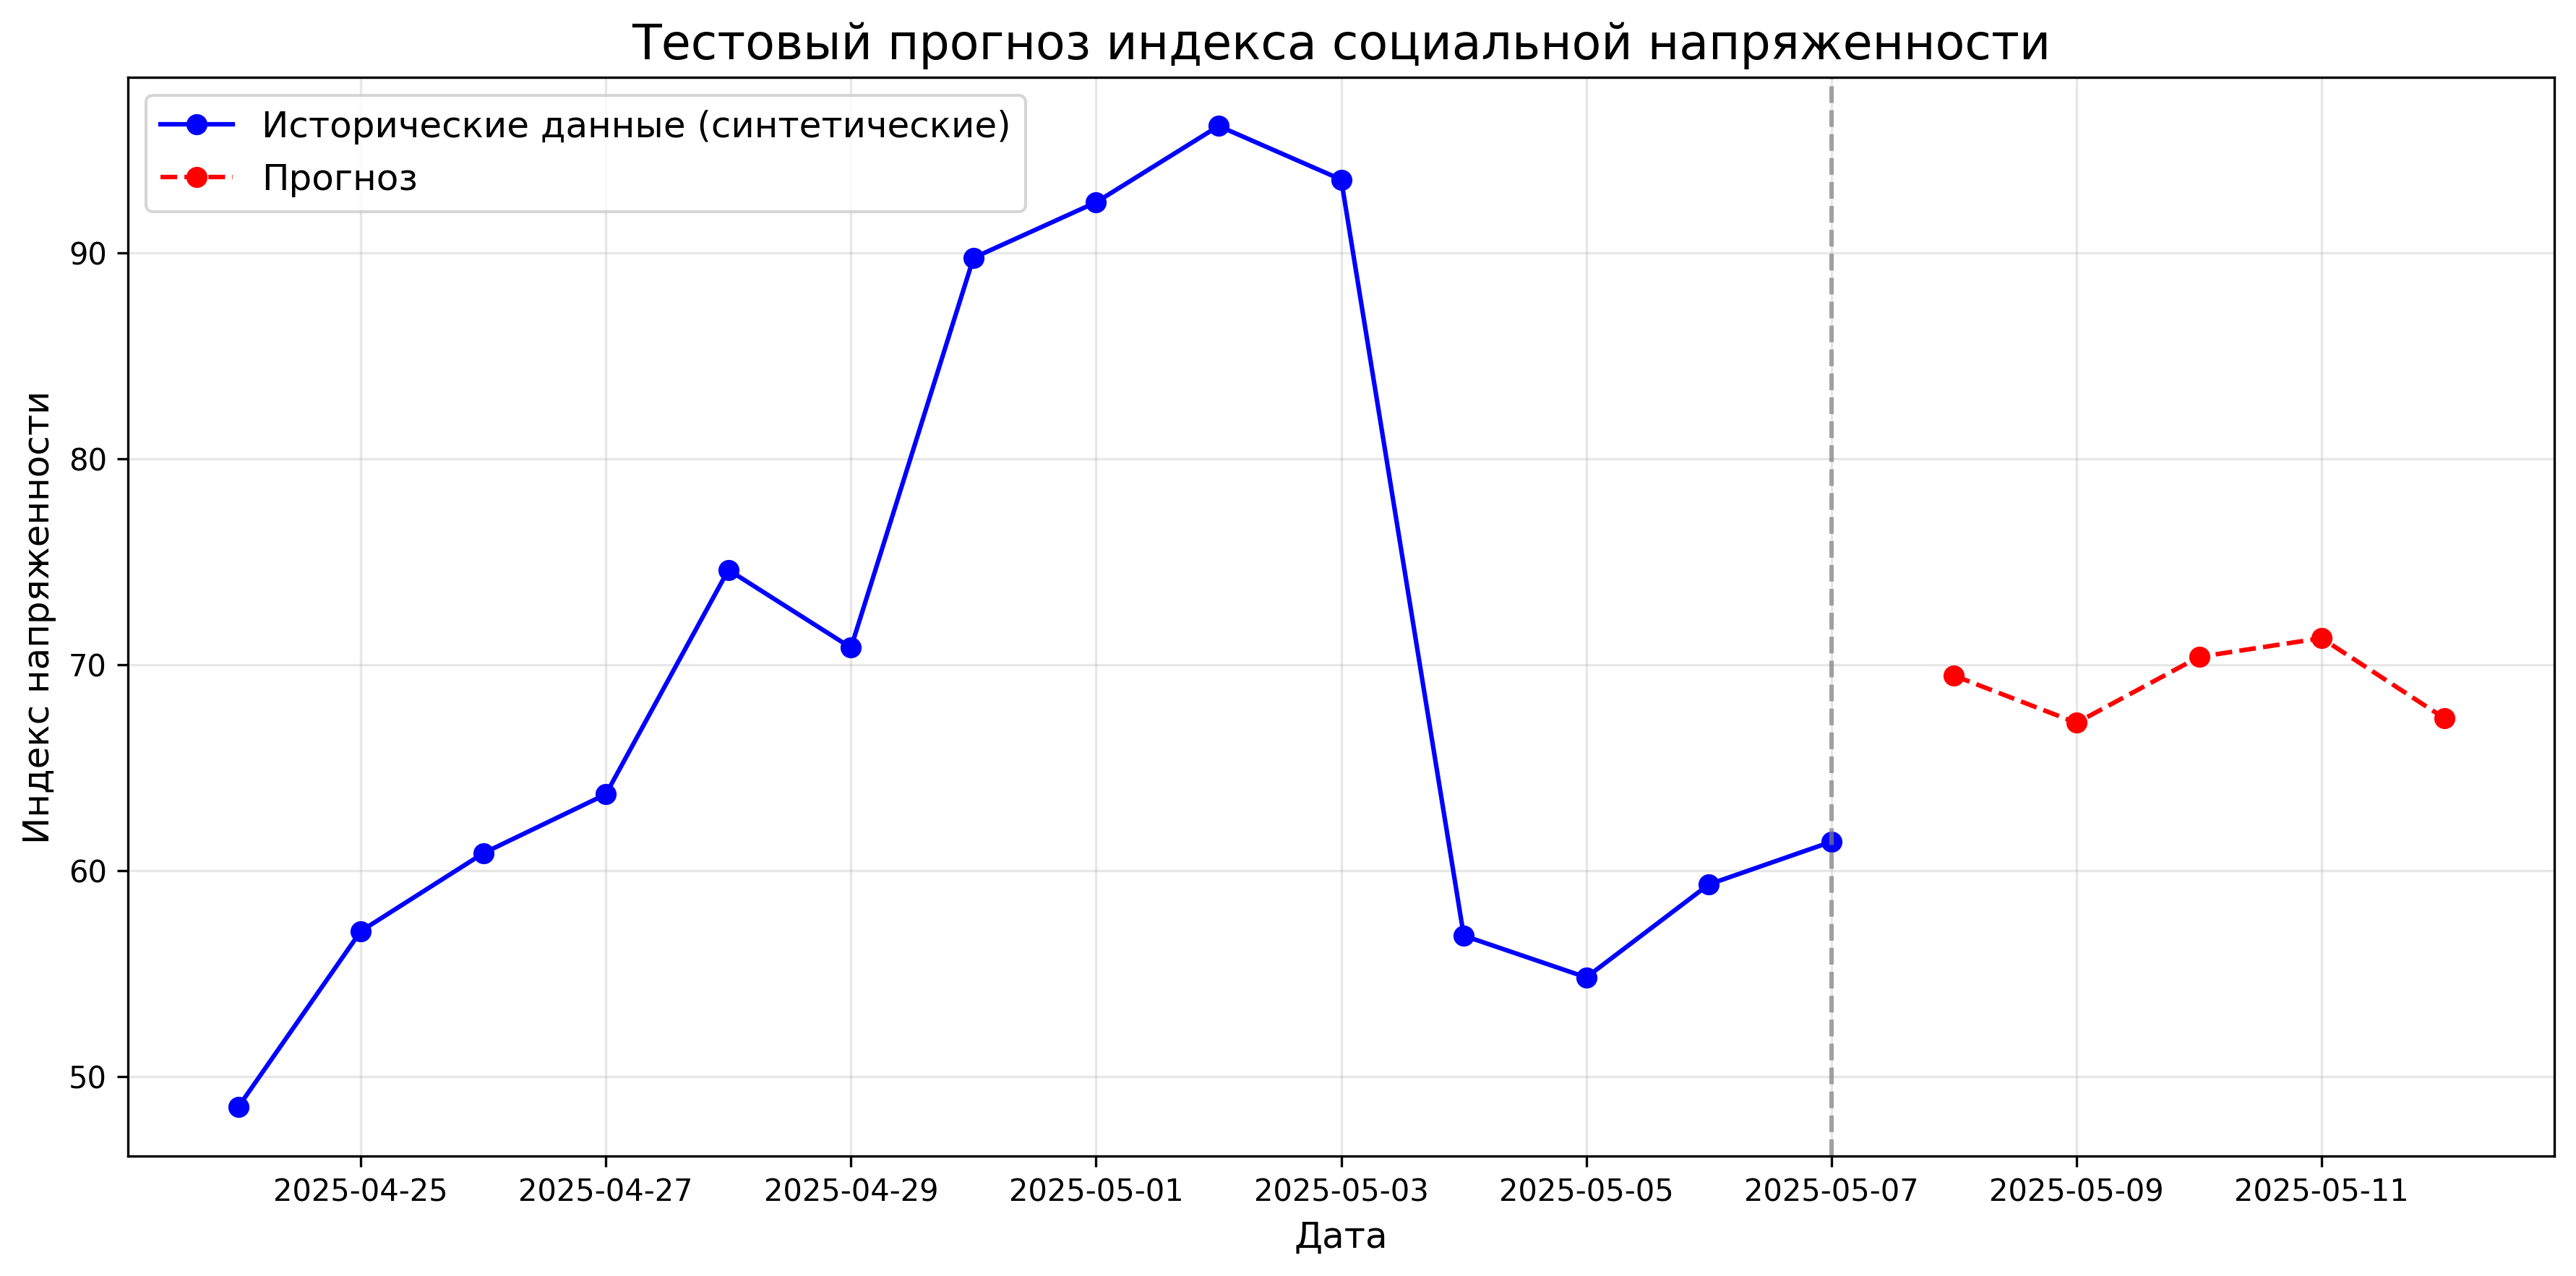 Тестовый прогноз индекса социальной напряженности
Исторические данные (синтетические)
Прогноз
Индекс напряженности
90
80
70
60
50
2025-04-25
2025-04-27
2025-04-29
2025-05-01
2025-05-03
2025-05-05
2025-05-07
2025-05-09
2025-05-11
Дата